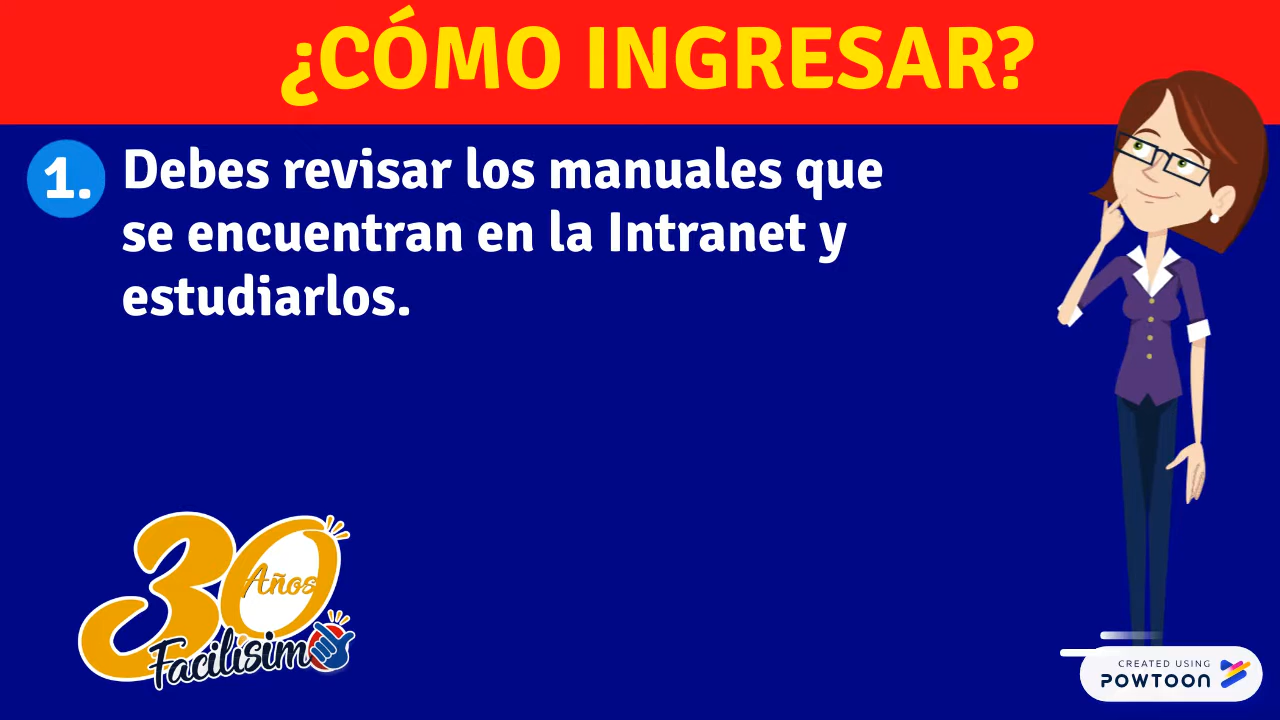 ¿CÓMO INGRESAR?
1. Debes revisar los manuales que
se encuentran en la Intranet y
estudiarlos.
30
Años
Facilísimo
CREATED USING
POWTOON